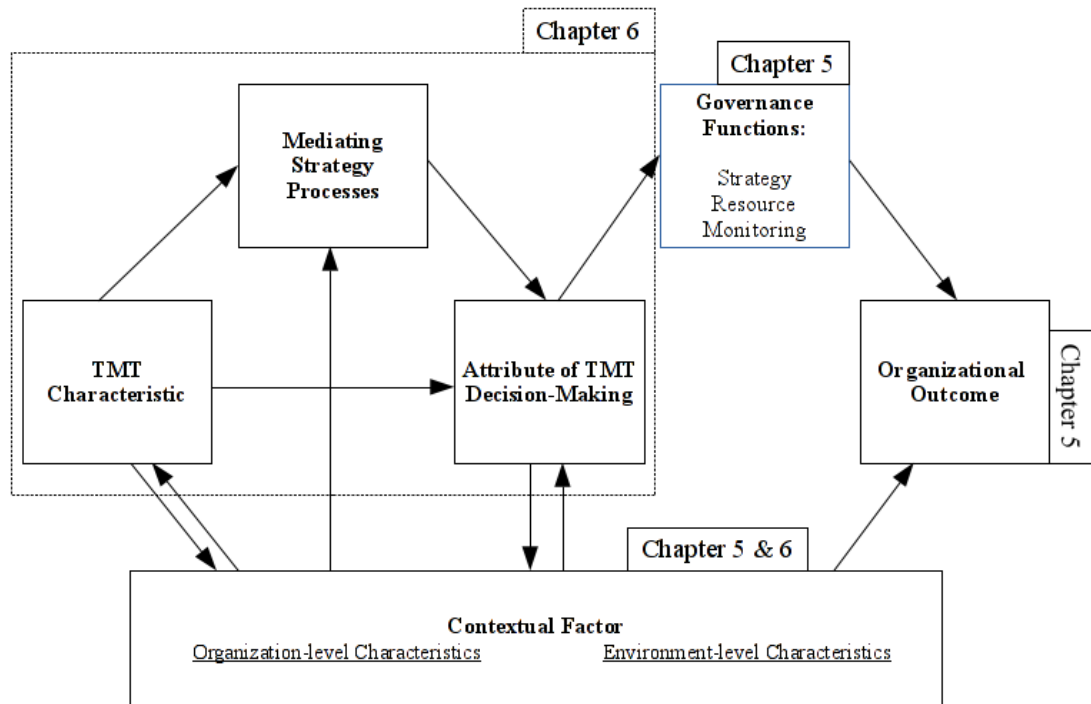 Chapter 6
Chapter 5
Governance
Functions:
Strategy
Resource
Monitoring
Mediating
Strategy
Processes
TMT
Characteristic
Attribute of TMT
Decision-Making
Organizational
Outcome
Chapter 5
Chapter 5 & 6
Contextual Factor
Organization-level Characteristics
Environment-level Characteristics